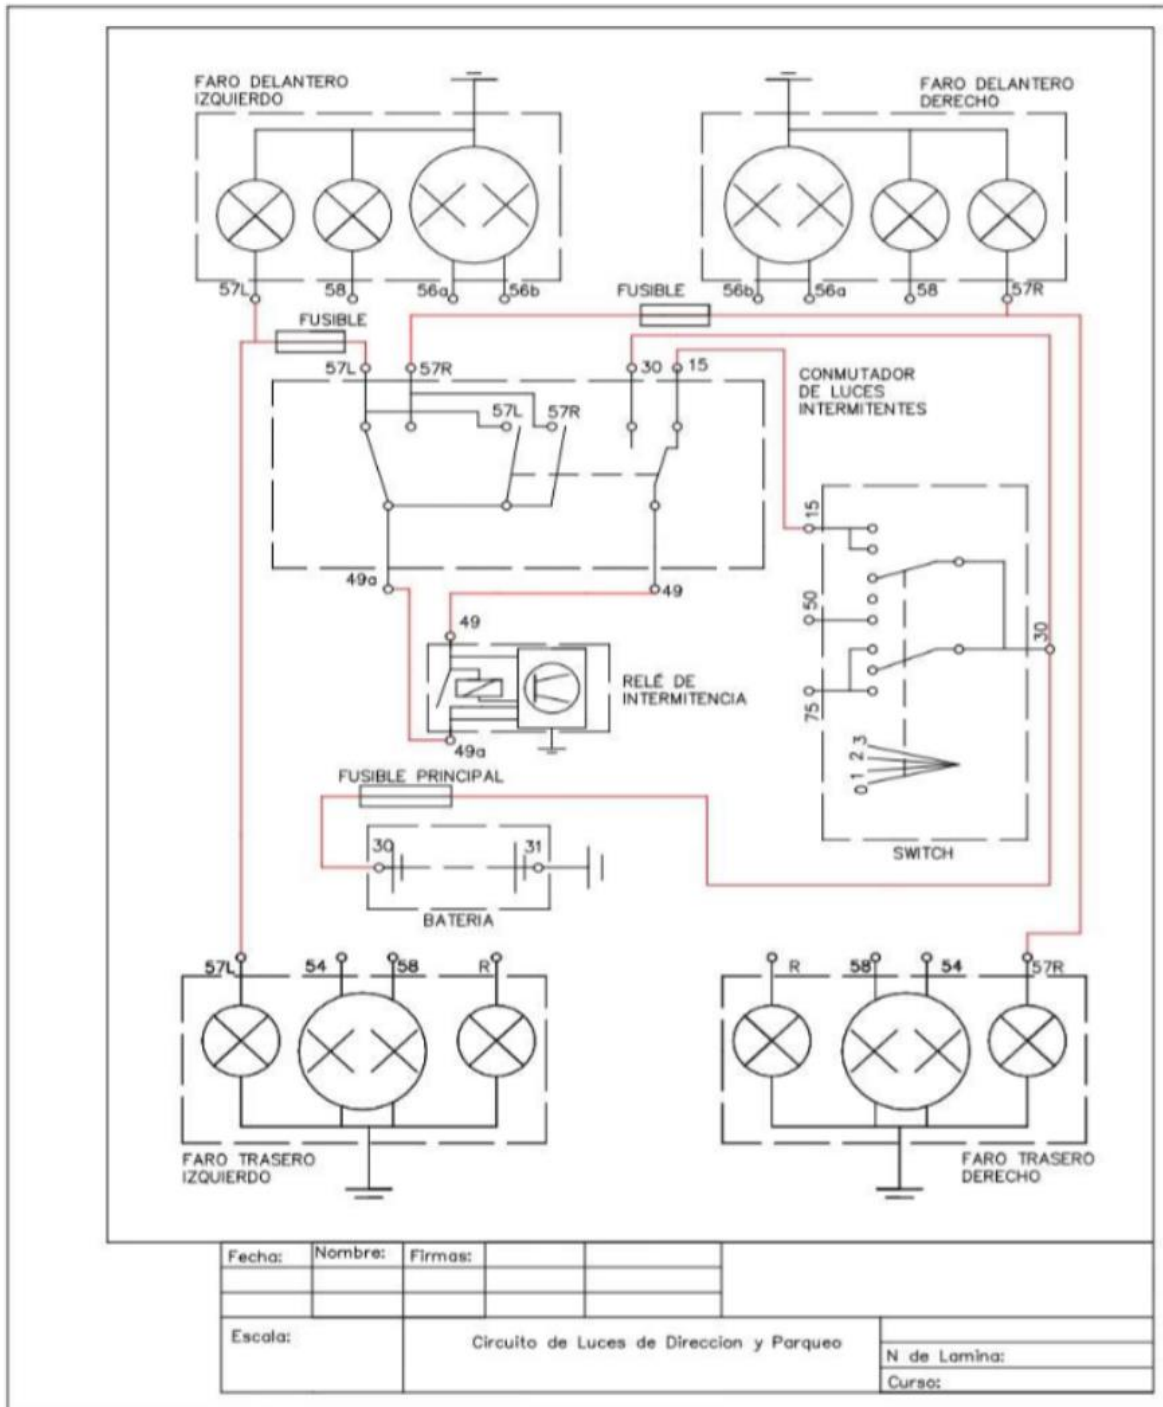 FARO DELANTERO
IZQUIERDO
FARO DELANTERO
DERECHO
57L
58
56a
56b
FUSIBLE
56b
56a
58
57R
FUSIBLE
57L
57R
30
15
CONMUTADOR
DE LUCES
INTERMITENTES
57L
57R
15
49a
49
50
49
30
RELÉ DE
INTERMITENCIA
75
49a
FUSIBLE PRINCIPAL
0 1 2 3
30
31
SWITCH
BATERIA
57L
54
58
R
R
58
54
57R
FARO TRASERO
IZQUIERDO
FARO TRASERO
DERECHO
Fecha:
Nombre:
Firmas:
Escala:
Circuito de Luces de Direccion y Parqueo
N de Lamina:
Curso: